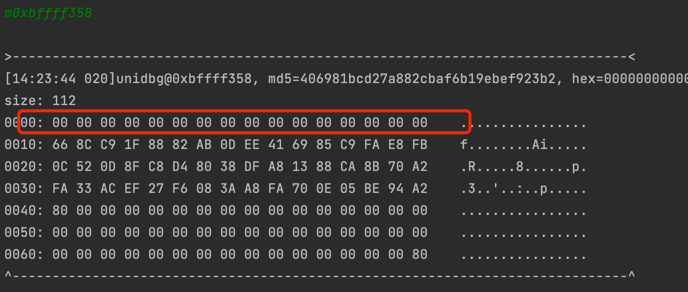 m0xbffff358
>-----------------------------------------------------------------------------<
[14:23:44 020]unidbg@0xbffff358, md5=406981bcd27a882cbaf6b19ebef923b2, hex=00000000000
size: 112
0000: 00 00 00 00 00 00 00 00 00 00 00 00 00 00 00 00    ................
0010: 66 8C C9 1F 88 82 AB 0D EE 41 69 85 C9 FA E8 FB    f........Ai.....
0020: 0C 52 0D 8F C8 D4 80 38 DF A8 13 88 CA 8B 70 A2    .R.....8......p.
0030: FA 33 AC EF 27 F6 08 3A A8 FA 70 0E 05 BE 94 A2    .3..'..:..p.....
0040: 80 00 00 00 00 00 00 00 00 00 00 00 00 00 00 00    ................
0050: 00 00 00 00 00 00 00 00 00 00 00 00 00 00 00 00    ................
0060: 00 00 00 00 00 00 00 00 00 00 00 00 00 00 00 80    ................
^-----------------------------------------------------------------------------^